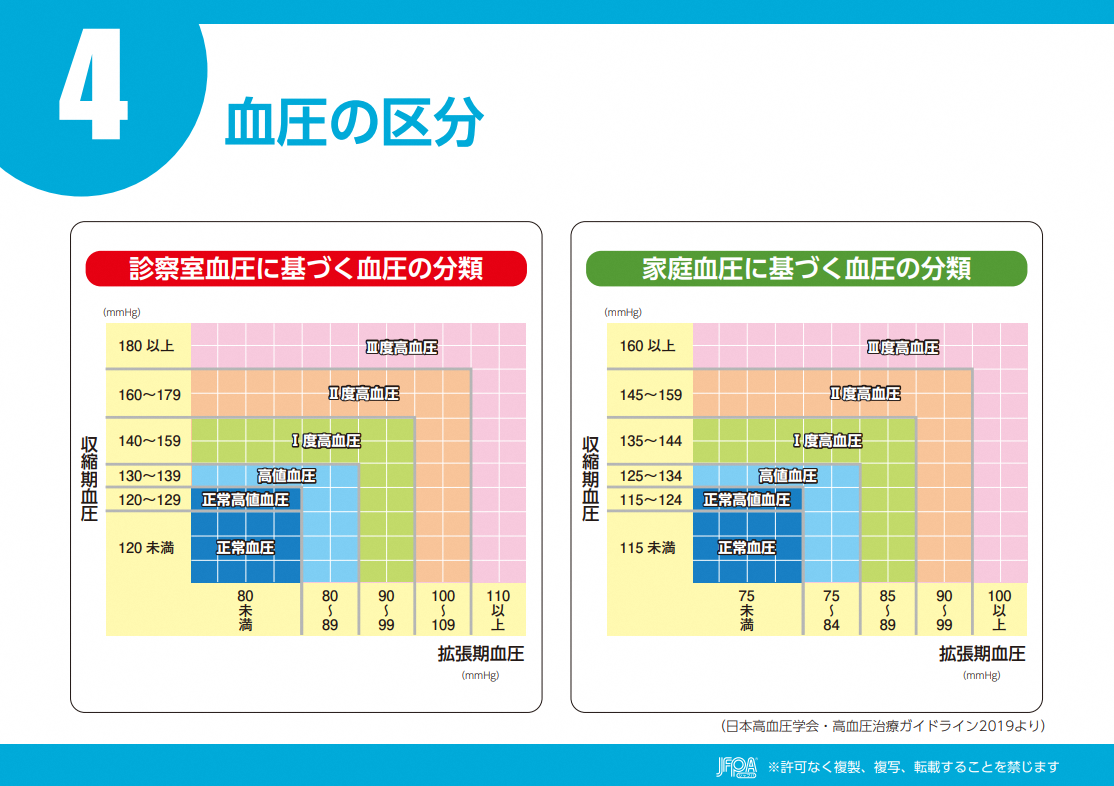 4
血圧の区分
診察室血圧に基づく血圧の分類
(mmHg)
収縮期血圧
180 以上
Ⅲ度高血圧
160～179
Ⅱ度高血圧
140～159
Ⅰ度高血圧
130～139
高値血圧
120～129
正常高値血圧
120 未満
正常血圧
80未満
80～89
90～99
100～109
110以上
拡張期血圧
(mmHg)
家庭血圧に基づく血圧の分類
(mmHg)
収縮期血圧
160 以上
Ⅲ度高血圧
145～159
Ⅱ度高血圧
135～144
Ⅰ度高血圧
125～134
高値血圧
115～124
正常高値血圧
115 未満
正常血圧
75未満
75～84
85～89
90～99
100以上
拡張期血圧
(mmHg)
（日本高血圧学会・高血圧治療ガイドライン2019より）
JFPA
※許可なく複製、複写、転載することを禁じます